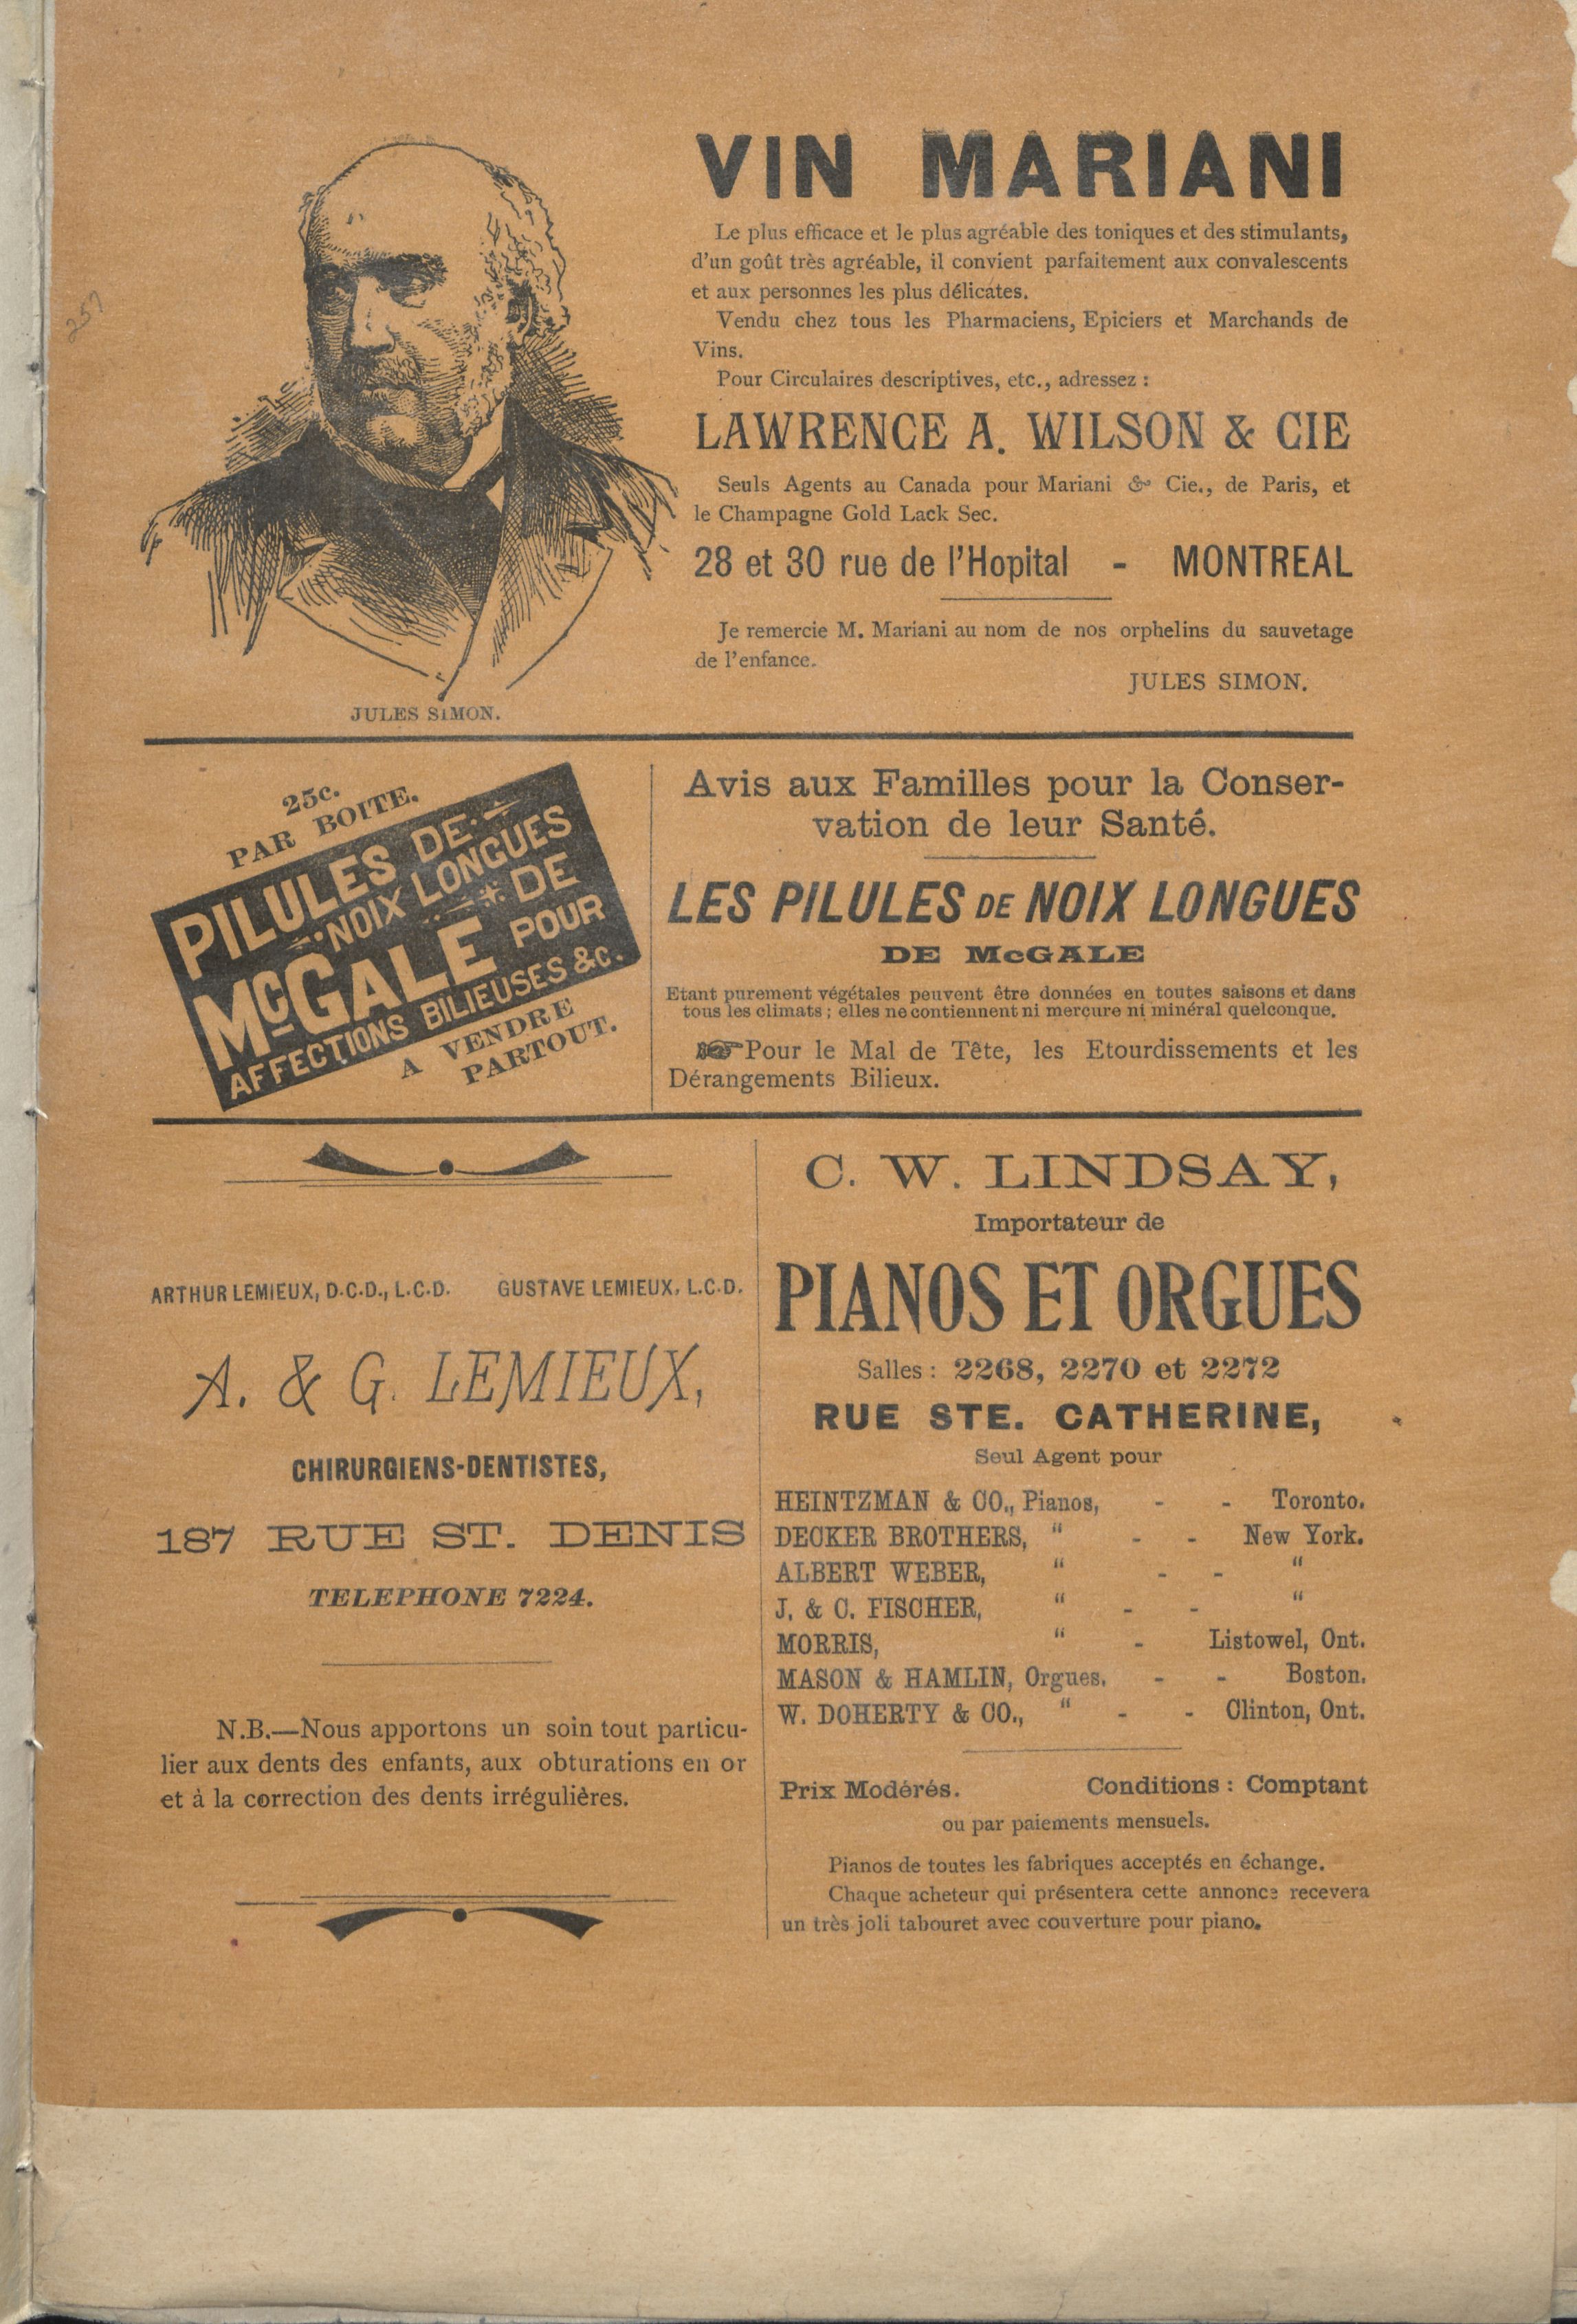 257
VIN MARIANI
Le plus efficace et le plus agréable des toniques et des stimulants,
d'un goût très agréable, il convient parfaitement aux convalescents
et aux personnes les plus délicates.
Vendu chez tous les Pharmaciens, Epiciers et Marchands de
Vins.
Pour Circulaires descriptives, etc., adressez :
LAWRENCE A. WILSON & CIE
Seuls Agents au Canada pour Mariani & Cie., de Paris, et
le Champagne Gold Lack Sec.
28 et 30 rue de l'Hopital - MONTREAL
Je remercie M. Mariani au nom de nos orphelins du sauvetage
de l'enfance.
JULES SIMON.
JULES SIMON.
25c.
PAR BOITE.
PILULES DE
NOIX LONGUES
McGALE DE
POUR
AFFECTIONS BILIEUSES &c.
A VENDRE
PARTOUT.
Avis aux Familles pour la Conser-
vation de leur Santé.
LES PILULES DE NOIX LONGUES
DE McGALE
Etant purement végétales peuvent être données en toutes saisons et dans
tous les climats ; elles ne contiennent ni mercure ni minéral quelconque.
☞Pour le Mal de Tête, les Etourdissements et les
Dérangements Bilieux.
ARTHUR LEMIEUX, D.C.D., L.C.D. GUSTAVE LEMIEUX, L.C.D.
A. & G. LEMIEUX,
CHIRURGIENS-DENTISTES,
187 RUE ST. DENIS
TELEPHONE 7224.
N.B.—Nous apportons un soin tout particu-
lier aux dents des enfants, aux obturations en or
et à la correction des dents irrégulières.
C. W. LINDSAY,
Importateur de
PIANOS ET ORGUES
Salles : 2268, 2270 et 2272
RUE STE. CATHERINE,
Seul Agent pour
HEINTZMAN & CO., Pianos, - - Toronto.
DECKER BROTHERS, " - - New York.
ALBERT WEBER, " - - "
J. & C. FISCHER, " - - "
MORRIS, " - Listowel, Ont.
MASON & HAMLIN, Orgues. - - Boston.
W. DOHERTY & CO., " - - Clinton, Ont.
Prix Modérés. Conditions : Comptant
ou par paiements mensuels.
Pianos de toutes les fabriques acceptés en échange.
Chaque acheteur qui présentera cette annonce recevera
un très joli tabouret avec couverture pour piano.